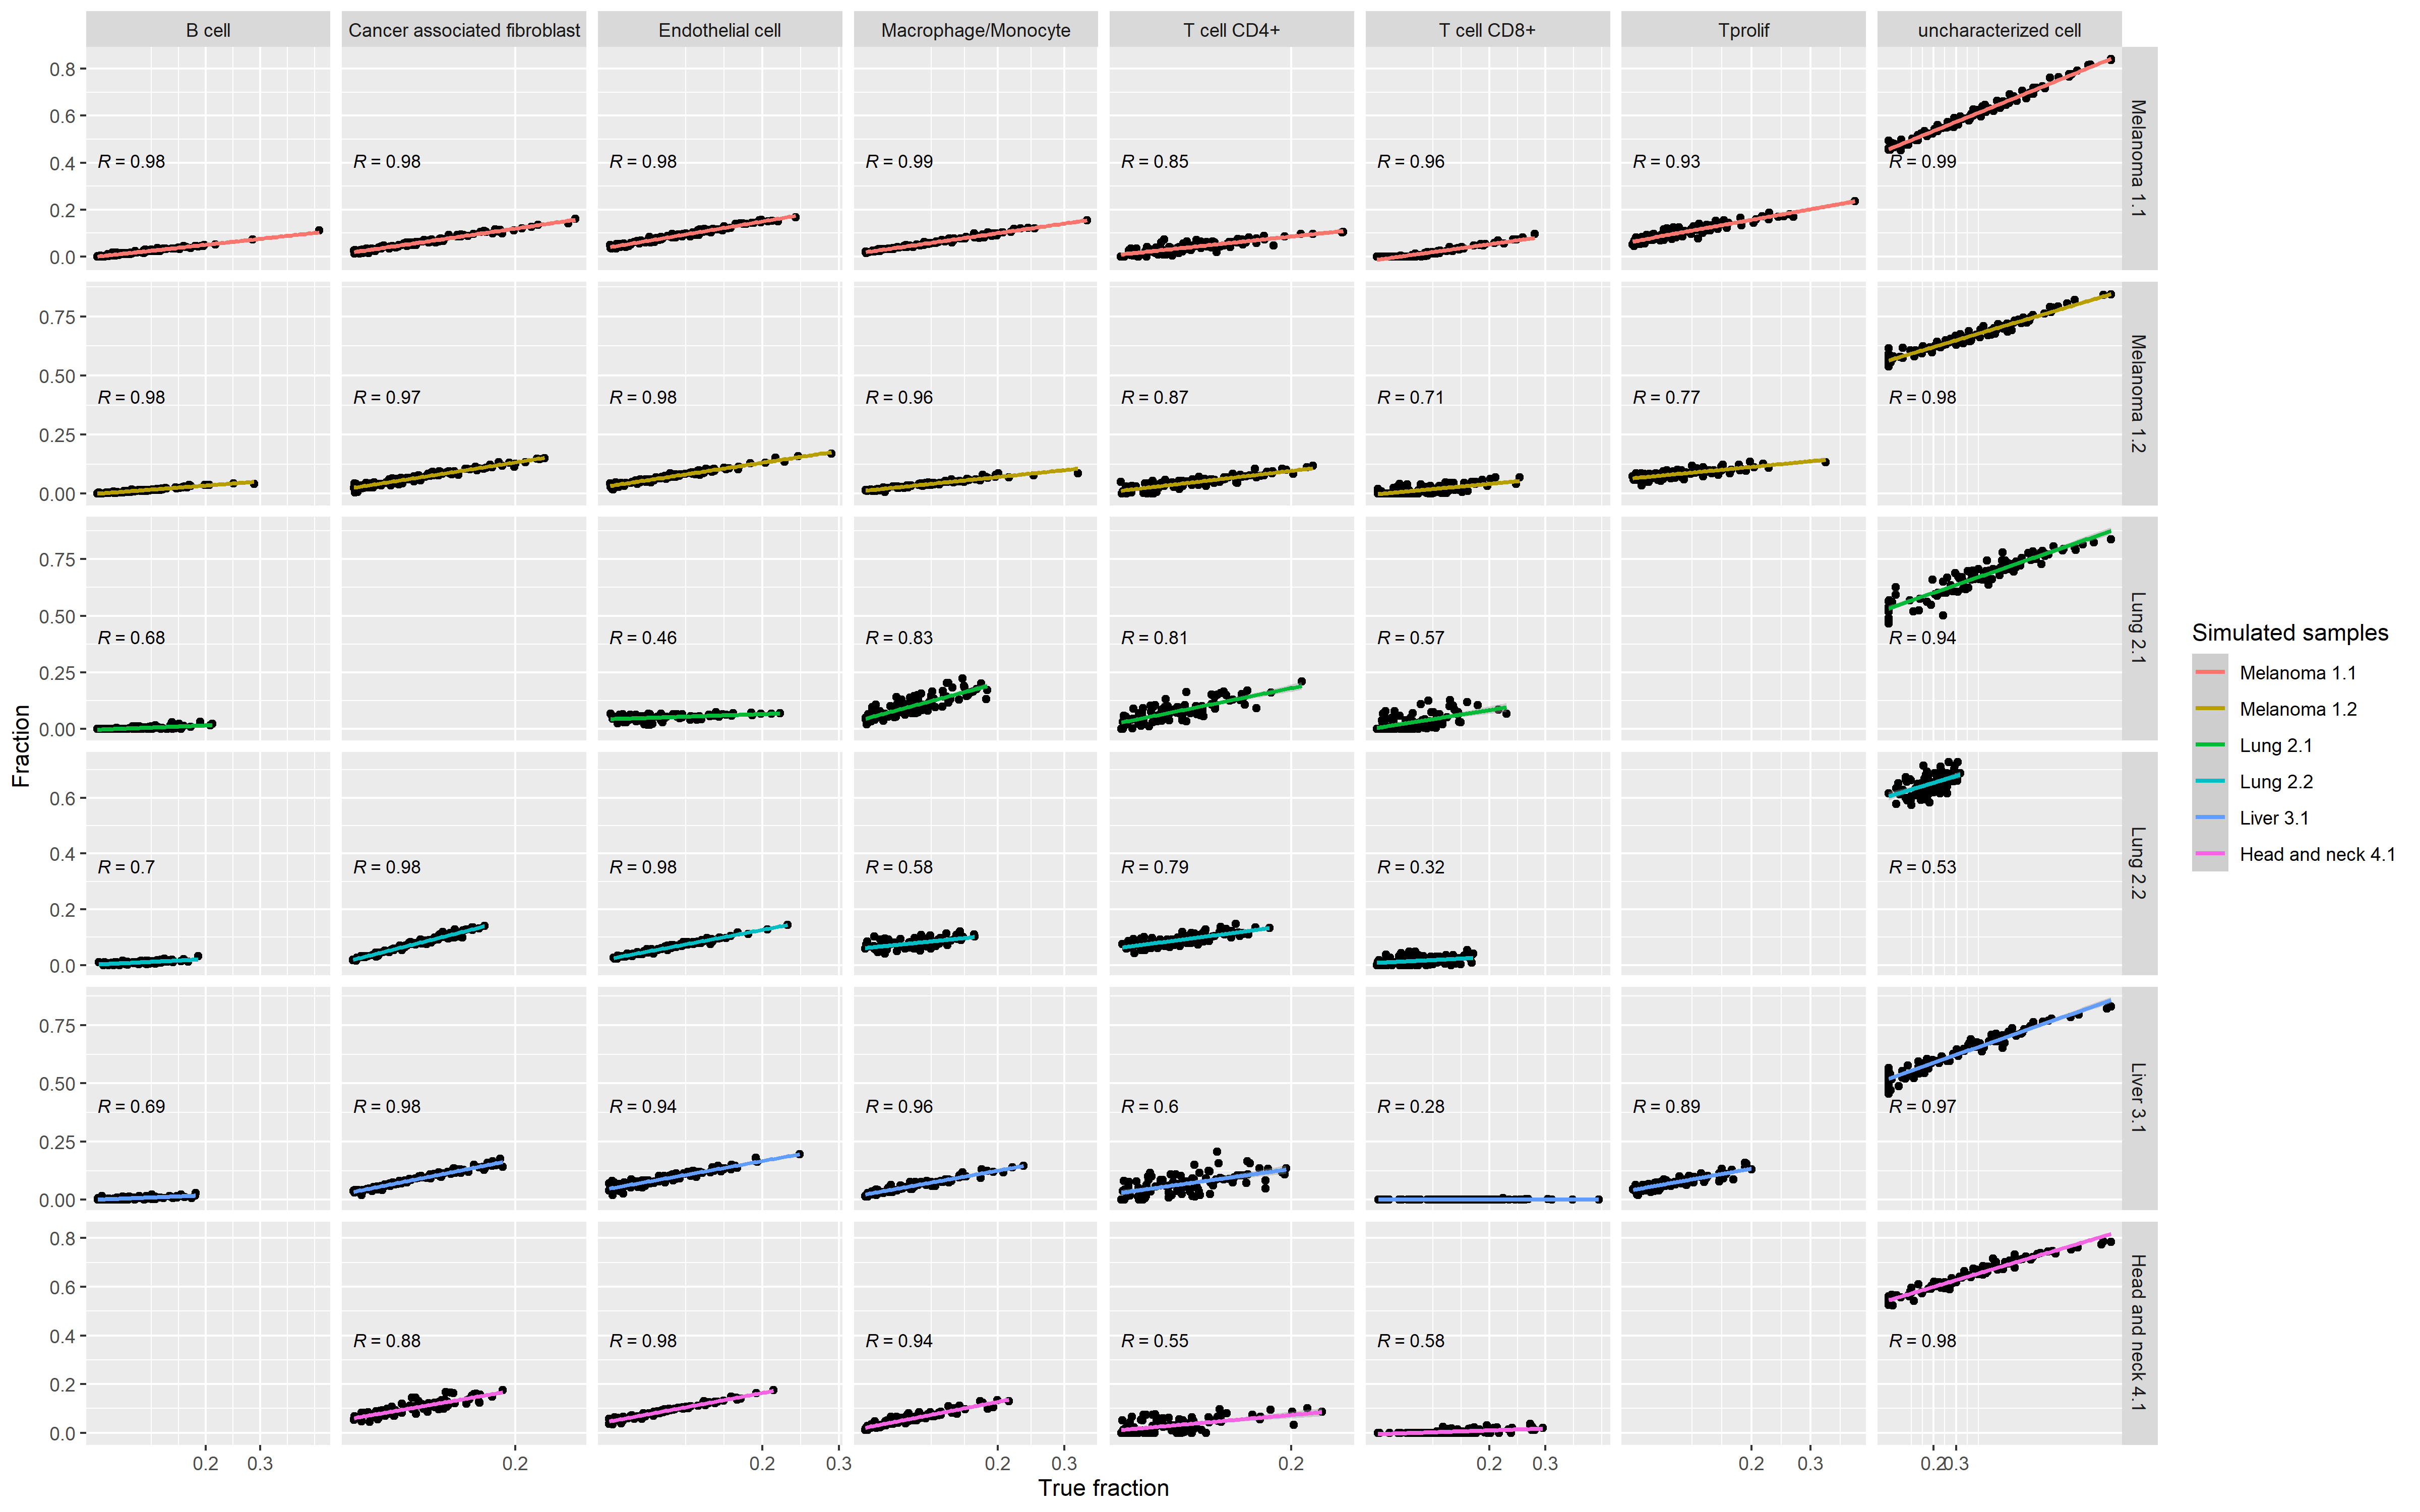 B cell Cancer associated fibroblast Endothelial cell Macrophage/Monocyte T cell CD4+ T cell CD8+ Tprolif uncharacterized cell
0.8
0.6
0.4
0.2
0.0
R = 0.98 R = 0.98 R = 0.98 R = 0.99 R = 0.85 R = 0.96 R = 0.93 R = 0.99
Melanoma 1.1
0.75
0.50
0.25
0.00
R = 0.98 R = 0.97 R = 0.98 R = 0.96 R = 0.87 R = 0.71 R = 0.77 R = 0.98
Melanoma 1.2
0.75
0.50
0.25
0.00
R = 0.68 R = 0.46 R = 0.83 R = 0.81 R = 0.57 R = 0.94
Lung 2.1
0.6
0.4
0.2
0.0
R = 0.7 R = 0.98 R = 0.98 R = 0.58 R = 0.79 R = 0.32 R = 0.53
Lung 2.2
0.75
0.50
0.25
0.00
R = 0.69 R = 0.98 R = 0.94 R = 0.96 R = 0.6 R = 0.28 R = 0.89 R = 0.97
Liver 3.1
0.8
0.6
0.4
0.2
0.0
R = 0.88 R = 0.98 R = 0.94 R = 0.55 R = 0.58 R = 0.98
Head and neck 4.1
0.2 0.3 0.2 0.2 0.3 0.2 0.3 0.2 0.2 0.3 0.2 0.3 0.2 0.3
True fraction
Fraction
Simulated samples
Melanoma 1.1
Melanoma 1.2
Lung 2.1
Lung 2.2
Liver 3.1
Head and neck 4.1